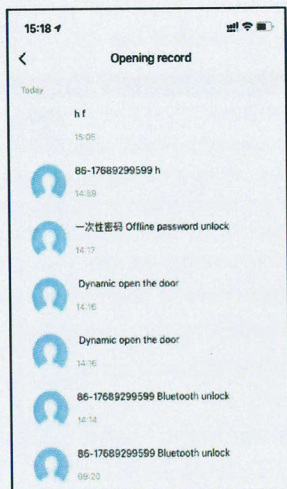 15:18
Opening record
Today
h f
15:05
86-17689299599 h
14:59
一次性密码 Offline password unlock
14:17
Dynamic open the door
14:16
Dynamic open the door
14:16
86-17689299599 Bluetooth unlock
14:14
86-17689299599 Bluetooth unlock
09:20